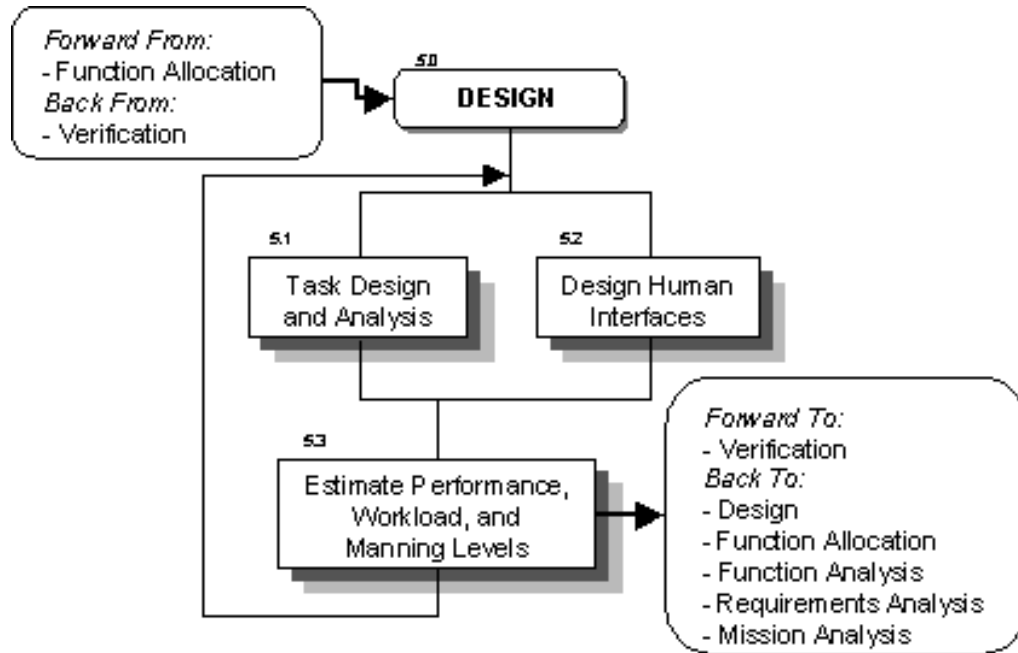 Forward From:
- Function Allocation
Back From:
- Verification
5.0
DESIGN
5.1
Task Design
and Analysis
5.2
Design Human
Interfaces
5.3
Estimate Performance,
Workload, and
Manning Levels
Forward To:
- Verification
Back To:
- Design
- Function Allocation
- Function Analysis
- Requirements Analysis
- Mission Analysis